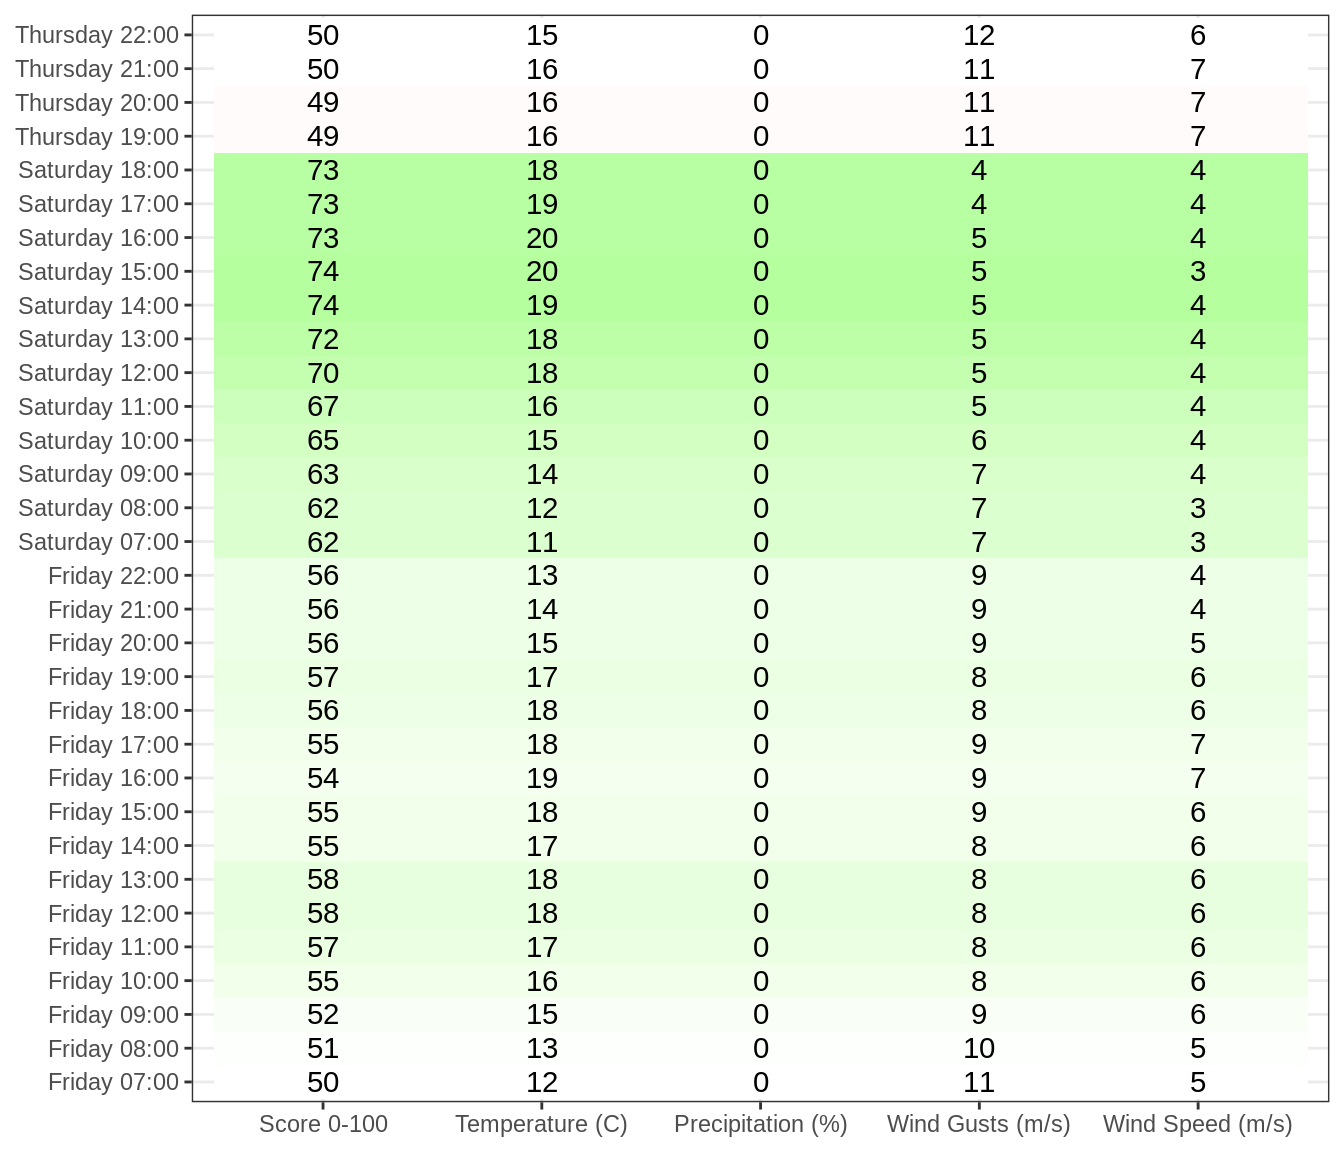 Thursday 22:00 50 15 0 12 6
Thursday 21:00 50 16 0 11 7
Thursday 20:00 49 16 0 11 7
Thursday 19:00 49 16 0 11 7
Saturday 18:00 73 18 0 4 4
Saturday 17:00 73 19 0 4 4
Saturday 16:00 73 20 0 5 4
Saturday 15:00 74 20 0 5 3
Saturday 14:00 74 19 0 5 4
Saturday 13:00 72 18 0 5 4
Saturday 12:00 70 18 0 5 4
Saturday 11:00 67 16 0 5 4
Saturday 10:00 65 15 0 6 4
Saturday 09:00 63 14 0 7 4
Saturday 08:00 62 12 0 7 3
Saturday 07:00 62 11 0 7 3
Friday 22:00 56 13 0 9 4
Friday 21:00 56 14 0 9 4
Friday 20:00 56 15 0 9 5
Friday 19:00 57 17 0 8 6
Friday 18:00 56 18 0 8 6
Friday 17:00 55 18 0 9 7
Friday 16:00 54 19 0 9 7
Friday 15:00 55 18 0 9 6
Friday 14:00 55 17 0 8 6
Friday 13:00 58 18 0 8 6
Friday 12:00 58 18 0 8 6
Friday 11:00 57 17 0 8 6
Friday 10:00 55 16 0 8 6
Friday 09:00 52 15 0 9 6
Friday 08:00 51 13 0 10 5
Friday 07:00 50 12 0 11 5
Score 0-100 Temperature (C) Precipitation (%) Wind Gusts (m/s) Wind Speed (m/s)